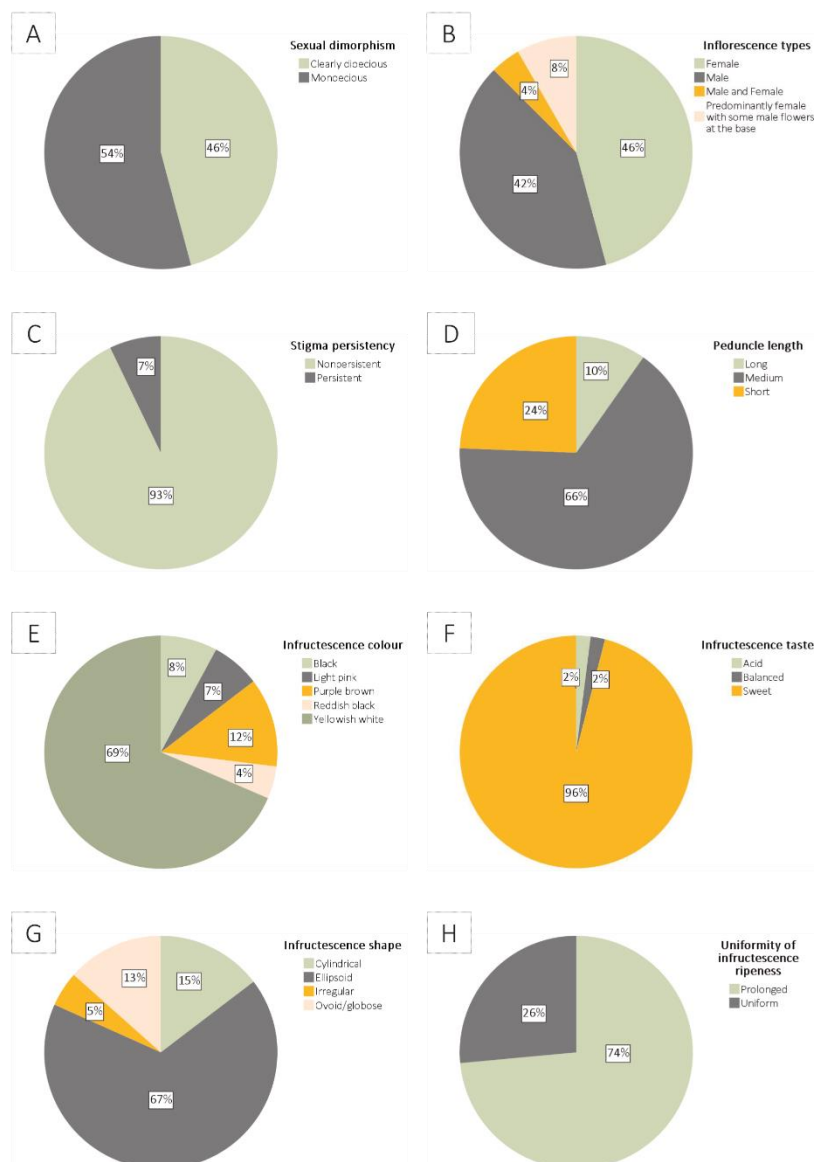 A
Sexual dimorphism
Clearly dioecious
Monoecious
54%
46%
B
Inflorescence types
Female
Male
Male and Female
Predominantly female
with some male flowers
at the base
8%
4%
46%
42%
C
Stigma persistency
Nonpersistent
Persistent
7%
93%
D
Peduncle length
Long
Medium
Short
10%
24%
66%
E
Infructescence colour
Black
Light pink
Purple brown
Reddish black
Yellowish white
8%
7%
12%
4%
69%
F
Infructescence taste
Acid
Balanced
Sweet
2%
2%
96%
G
Infructescence shape
Cylindrical
Ellipsoid
Irregular
Ovoid/globose
13%
15%
5%
67%
H
Uniformity of
infructescence
ripeness
Prolonged
Uniform
26%
74%